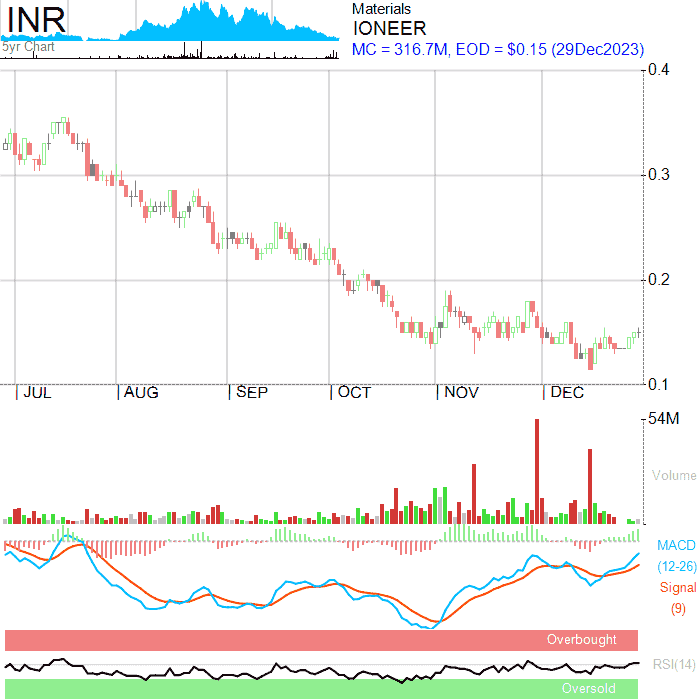 INR
5yr Chart
Materials
IONEER
MC = 316.7M, EOD = $0.15 (29Dec2023)
0.4
0.3
0.2
0.1
JUL AUG SEP OCT NOV DEC
54M
Volume
MACD
(12-26)
Signal
(9)
Overbought
RSI(14)
Oversold